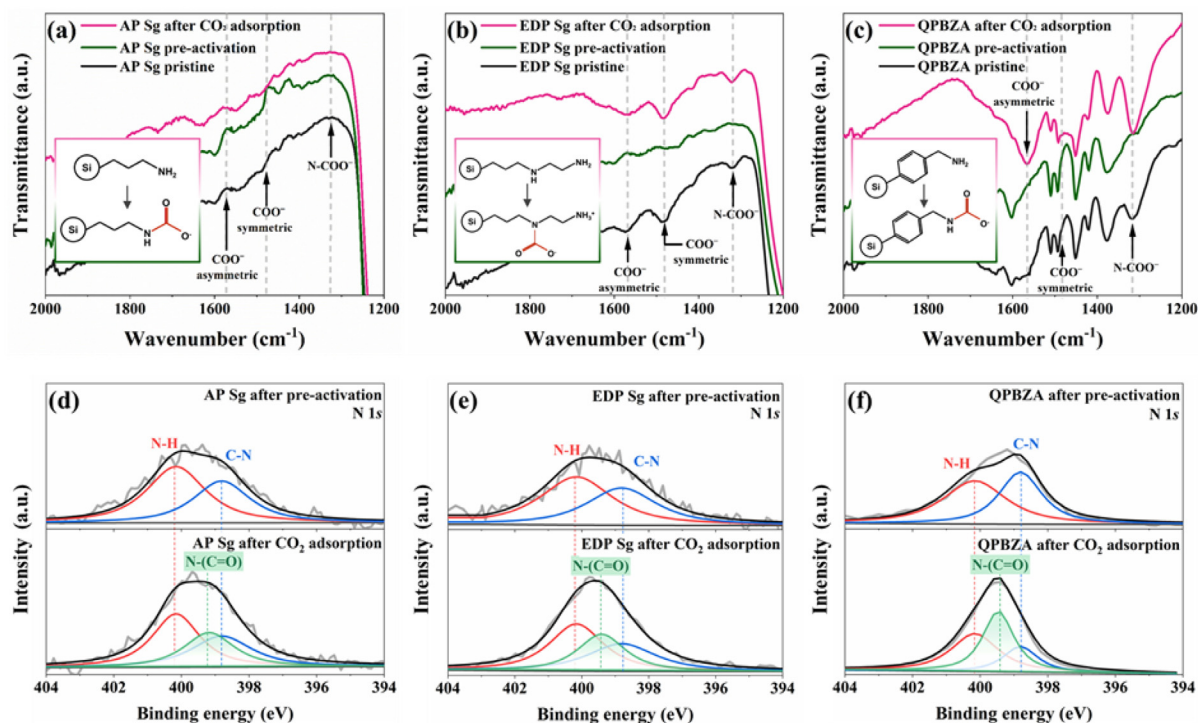 (a)
AP Sg after CO₂ adsorption
AP Sg pre-activation
AP Sg pristine
Transmittance (a.u.)
Si
NH₂
Si
N
H
O
O⁻
N-COO⁻
COO⁻
symmetric
COO⁻
asymmetric
2000 1800 1600 1400 1200
Wavenumber (cm⁻¹)
(b)
EDP Sg after CO₂ adsorption
EDP Sg pre-activation
EDP Sg pristine
Transmittance (a.u.)
Si
N
H
NH₂
Si
N
NH₃⁺
O
O⁻
N-COO⁻
COO⁻
symmetric
COO⁻
asymmetric
2000 1800 1600 1400 1200
Wavenumber (cm⁻¹)
(c)
QPBZA after CO₂ adsorption
QPBZA pre-activation
QPBZA pristine
Transmittance (a.u.)
COO⁻
asymmetric
NH₂
Si
O
N
H
O⁻
Si
COO⁻
symmetric
N-COO⁻
2000 1800 1600 1400 1200
Wavenumber (cm⁻¹)
(d)
AP Sg after pre-activation
N 1s
N-H
C-N
AP Sg after CO₂ adsorption
N-(C=O)
Intensity (a.u.)
404 402 400 398 396 394
Binding energy (eV)
(e)
EDP Sg after pre-activation
N 1s
N-H
C-N
EDP Sg after CO₂ adsorption
N-(C=O)
Intensity (a.u.)
404 402 400 398 396 394
Binding energy (eV)
(f)
QPBZA after pre-activation
N 1s
C-N
N-H
QPBZA after CO₂ adsorption
N-(C=O)
Intensity (a.u.)
404 402 400 398 396 394
Binding energy (eV)